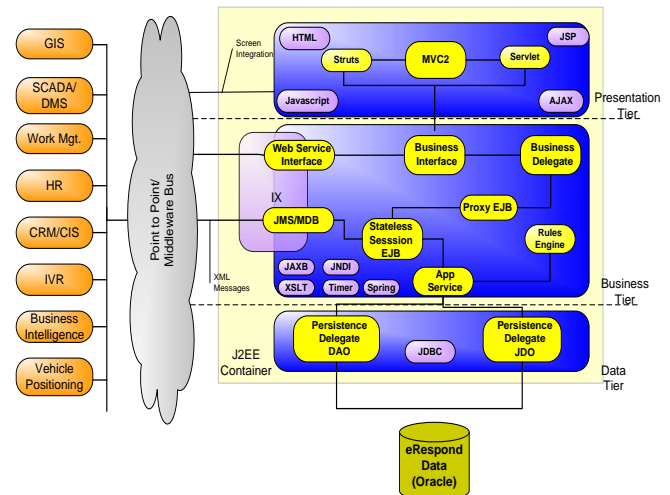 GIS
SCADA/
DMS
Work Mgt.
HR
CRM/CIS
IVR
Business
Intelligence
Vehicle
Positioning
Point to Point/
Middleware Bus
Screen
Integration
XML
Messages
HTML
JSP
Struts
MVC2
Servlet
Javascript
AJAX
Presentation
Tier
Web Service
Interface
Business
Interface
Business
Delegate
IX
Proxy EJB
JMS/MDB
Stateless
Sesssion
EJB
Rules
Engine
JAXB
JNDI
XSLT
Timer
Spring
App
Service
Business
Tier
Persistence
Delegate
DAO
JDBC
Persistence
Delegate
JDO
J2EE
Container
Data
Tier
eRespond
Data
(Oracle)